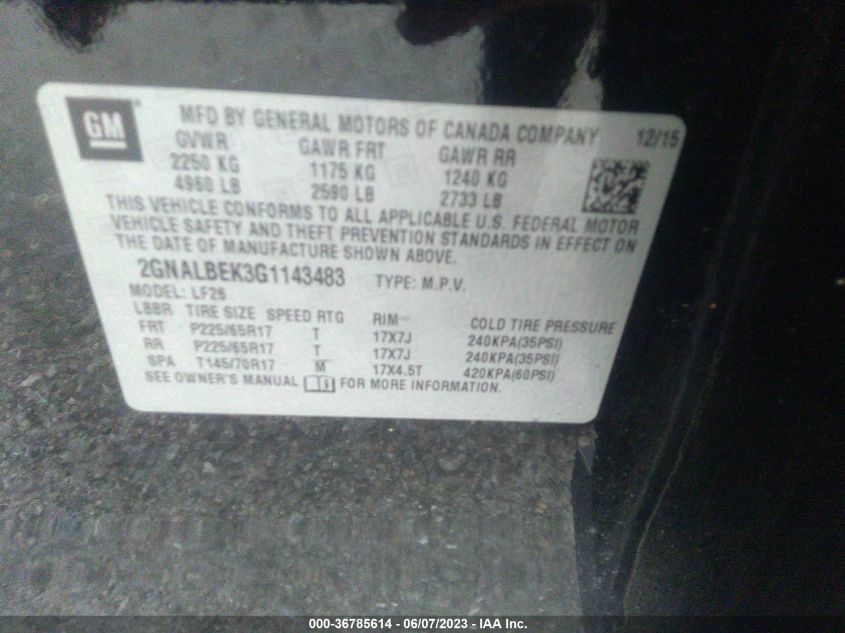 GM
MFD BY GENERAL MOTORS OF CANADA COMPANY 12/15
GVWR GAWR FRT GAWR RR
2250 KG 1175 KG 1240 KG
4960 LB 2590 LB 2733 LB
THIS VEHICLE CONFORMS TO ALL APPLICABLE U.S. FEDERAL MOTOR
VEHICLE SAFETY AND THEFT PREVENTION STANDARDS IN EFFECT ON
THE DATE OF MANUFACTURE SHOWN ABOVE.
2GNALBEK3G1143483 TYPE: M.P.V.
MODEL: LF26
LBBR TIRE SIZE SPEED RTG RIM COLD TIRE PRESSURE
FRT P225/65R17 T 17X7J 240KPA(35PSI)
RR P225/65R17 T 17X7J 240KPA(35PSI)
SPA T145/70R17 M 17X4.5T 420KPA(60PSI)
SEE OWNER'S MANUAL FOR MORE INFORMATION.
000-36785614 - 06/07/2023 - IAA Inc.